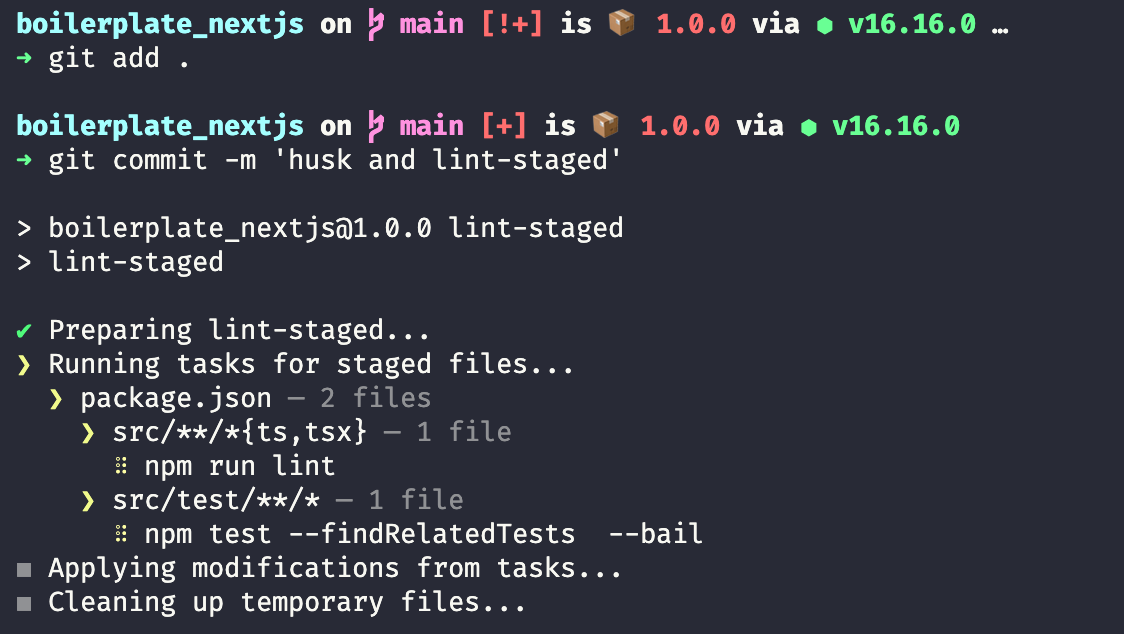 boilerplate_nextjs on main [!+] is 📦 1.0.0 via ⬢ v16.16.0 …
➜ git add .
boilerplate_nextjs on main [+] is 📦 1.0.0 via ⬢ v16.16.0
➜ git commit -m 'husk and lint-staged'
> boilerplate_nextjs@1.0.0 lint-staged
> lint-staged
✔ Preparing lint-staged...
❯ Running tasks for staged files...
❯ package.json — 2 files
❯ src/**/*{ts,tsx} — 1 file
⠿ npm run lint
❯ src/test/**/* — 1 file
⠿ npm test --findRelatedTests  --bail
◼ Applying modifications from tasks...
◼ Cleaning up temporary files...